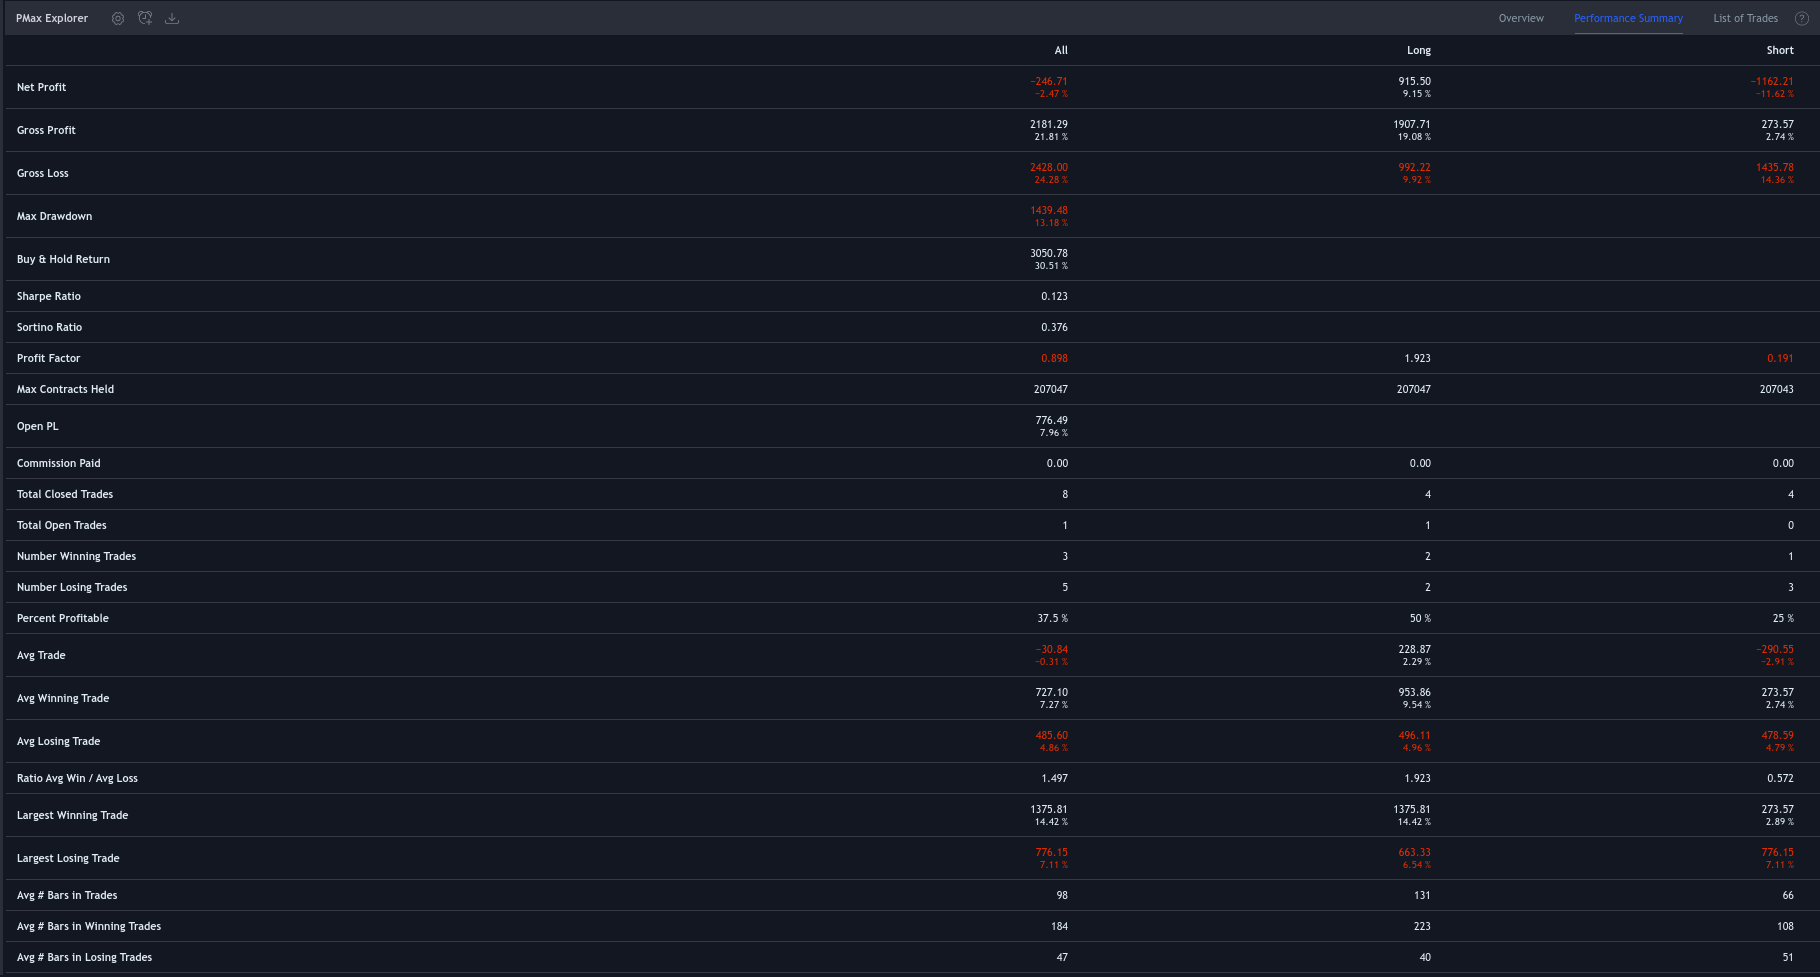 PMax Explorer Overview Performance Summary List of Trades ?
All Long Short
Net Profit −246.71 915.50 −1162.21
−2.47 % 9.15 % −11.62 %
Gross Profit 2181.29 1907.71 273.57
21.81 % 19.08 % 2.74 %
Gross Loss 2428.00 992.22 1435.78
24.28 % 9.92 % 14.36 %
Max Drawdown 1439.48
13.18 %
Buy & Hold Return 3050.78
30.51 %
Sharpe Ratio 0.123
Sortino Ratio 0.376
Profit Factor 0.898 1.923 0.191
Max Contracts Held 207047 207047 207043
Open PL 776.49
7.96 %
Commission Paid 0.00 0.00 0.00
Total Closed Trades 8 4 4
Total Open Trades 1 1 0
Number Winning Trades 3 2 1
Number Losing Trades 5 2 3
Percent Profitable 37.5 % 50 % 25 %
Avg Trade −30.84 228.87 −290.55
−0.31 % 2.29 % −2.91 %
Avg Winning Trade 727.10 953.86 273.57
7.27 % 9.54 % 2.74 %
Avg Losing Trade 485.60 496.11 478.59
4.86 % 4.96 % 4.79 %
Ratio Avg Win / Avg Loss 1.497 1.923 0.572
Largest Winning Trade 1375.81 1375.81 273.57
14.42 % 14.42 % 2.89 %
Largest Losing Trade 776.15 663.33 776.15
7.11 % 6.54 % 7.11 %
Avg # Bars in Trades 98 131 66
Avg # Bars in Winning Trades 184 223 108
Avg # Bars in Losing Trades 47 40 51